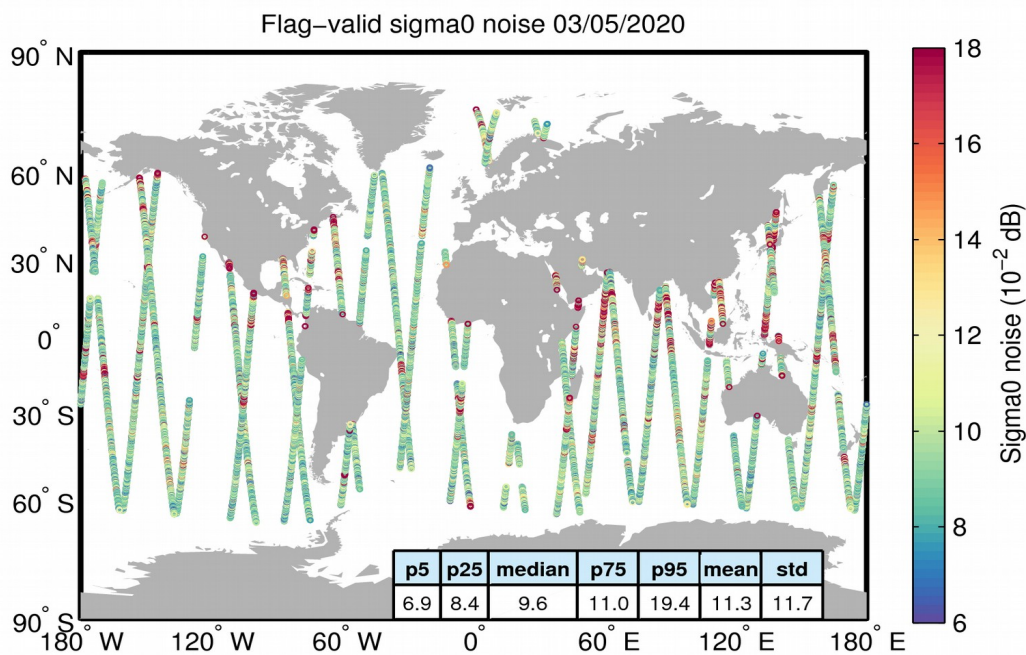 Flag−valid sigma0 noise 03/05/2020
90° N
60° N
30° N
0°
30° S
60° S
90° S
180° W
120° W
60° W
0°
60° E
120° E
180° E
p5 p25 median p75 p95 mean std
6.9 8.4 9.6 11.0 19.4 11.3 11.7
18
16
14
12
10
8
6
Sigma0 noise (10⁻² dB)